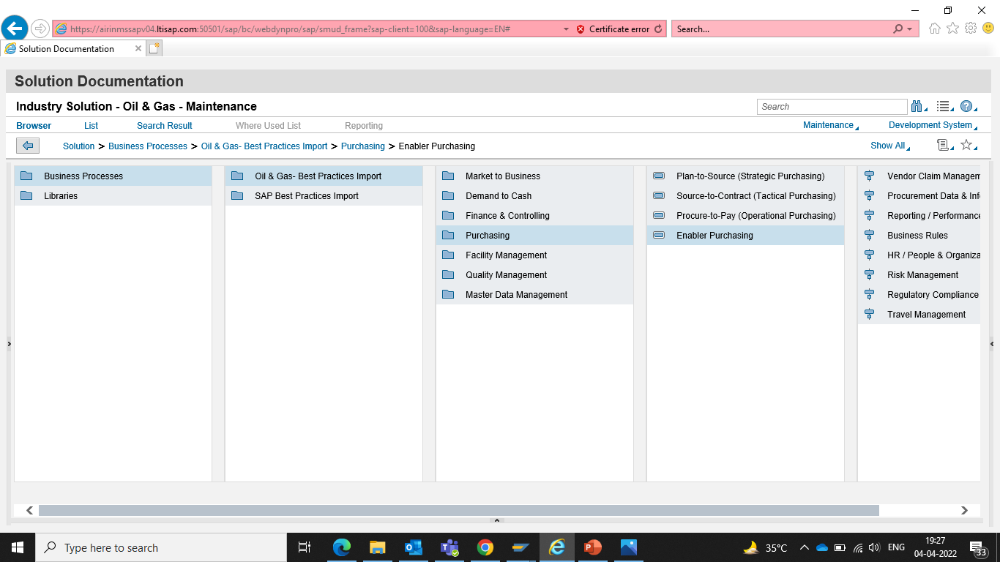 https://airinmssapv04.ltisap.com:50501/sap/bc/webdynpro/sap/smud_frame?sap-client=100&sap-language=EN# Certificate error Search...
Solution Documentation
Solution Documentation
Industry Solution - Oil & Gas - Maintenance Search
Browser List Search Result Where Used List Reporting Maintenance Development System
Solution > Business Processes > Oil & Gas- Best Practices Import > Purchasing > Enabler Purchasing Show All
Business Processes
Libraries
Oil & Gas- Best Practices Import
SAP Best Practices Import
Market to Business
Demand to Cash
Finance & Controlling
Purchasing
Facility Management
Quality Management
Master Data Management
Plan-to-Source (Strategic Purchasing)
Source-to-Contract (Tactical Purchasing)
Procure-to-Pay (Operational Purchasing)
Enabler Purchasing
Vendor Claim Managem
Procurement Data & Inf
Reporting / Performance
Business Rules
HR / People & Organiza
Risk Management
Regulatory Compliance
Travel Management
Type here to search 35°C ENG 19:27
04-04-2022 33